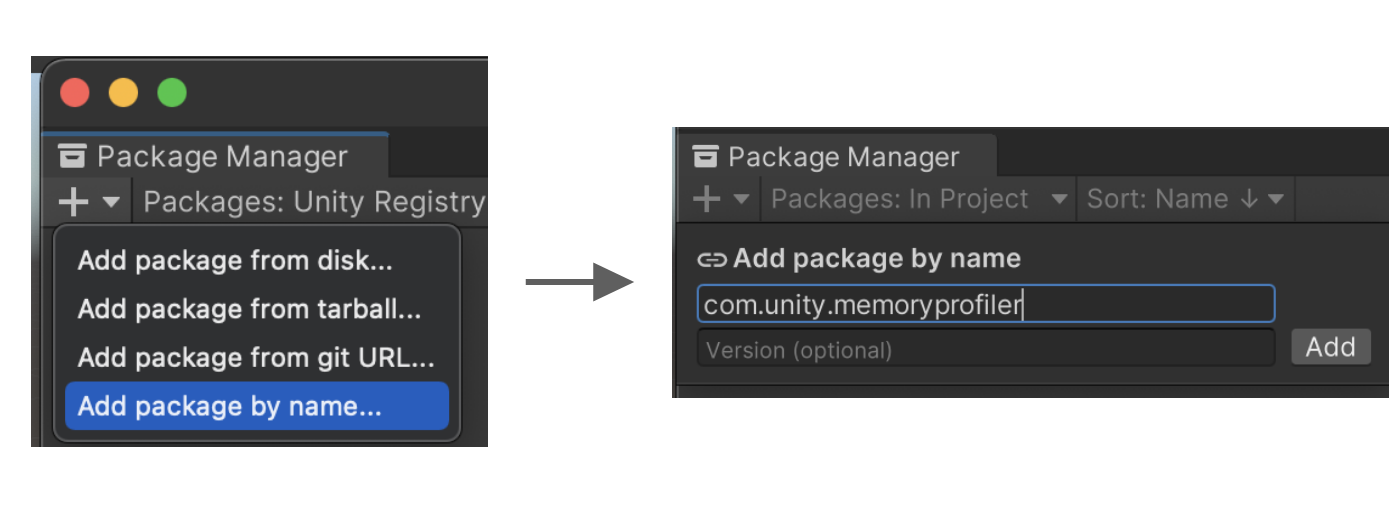 Package Manager
Packages: Unity Registry
Add package from disk...
Add package from tarball...
Add package from git URL...
Add package by name...
Package Manager
Packages: In Project Sort: Name ↓
Add package by name
com.unity.memoryprofiler
Version (optional) Add